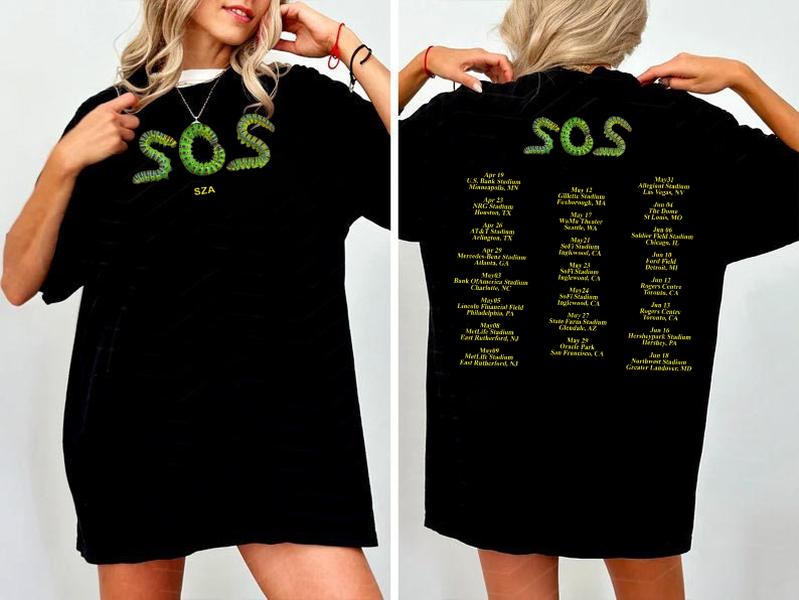 SOS
SZA
SOS
Apr 19
U.S. Bank Stadium
Minneapolis, MN
Apr 23
NRG Stadium
Houston, TX
Apr 26
AT&T Stadium
Arlington, TX
Apr 29
Mercedes-Benz Stadium
Atlanta, GA
May03
Bank OfAmerica Stadium
Charlotte, NC
May05
Lincoln Financial Field
Philadelphia, PA
May08
MetLife Stadium
East Rutherford, NJ
May09
MetLife Stadium
East Rutherford, NJ
May 12
Gillette Stadium
Foxborough, MA
May 17
WaMu Theater
Seattle, WA
May21
SoFi Stadium
Inglewood, CA
May 23
SoFi Stadium
Inglewood, CA
May24
SoFi Stadium
Inglewood, CA
May 27
State Farm Stadium
Glendale, AZ
May 29
Oracle Park
San Francisco, CA
May31
Allegiant Stadium
Las Vegas, NV
Jun 04
The Dome
St Louis, MO
Jun 06
Soldier Field Stadium
Chicago, IL
Jun 10
Ford Field
Detroit, MI
Jun 12
Rogers Centre
Toronto, CA
Jun 13
Rogers Centre
Toronto, CA
Jun 16
Hersheypark Stadium
Hershey, PA
Jun 18
Northwest Stadium
Greater Landover, MD